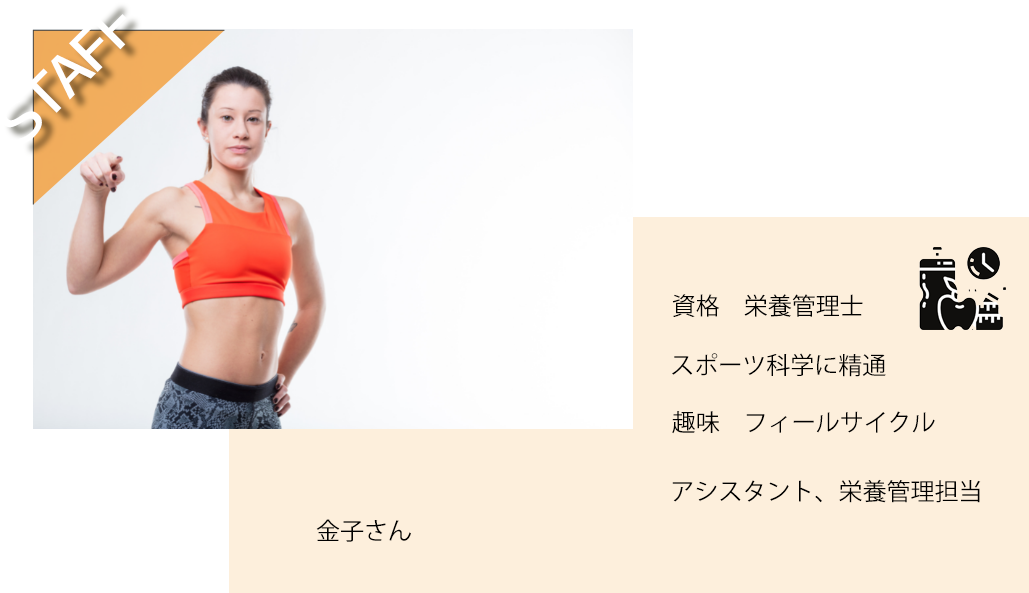 STAFF
資格　栄養管理士
スポーツ科学に精通
趣味　フィールサイクル
アシスタント、栄養管理担当
金子さん